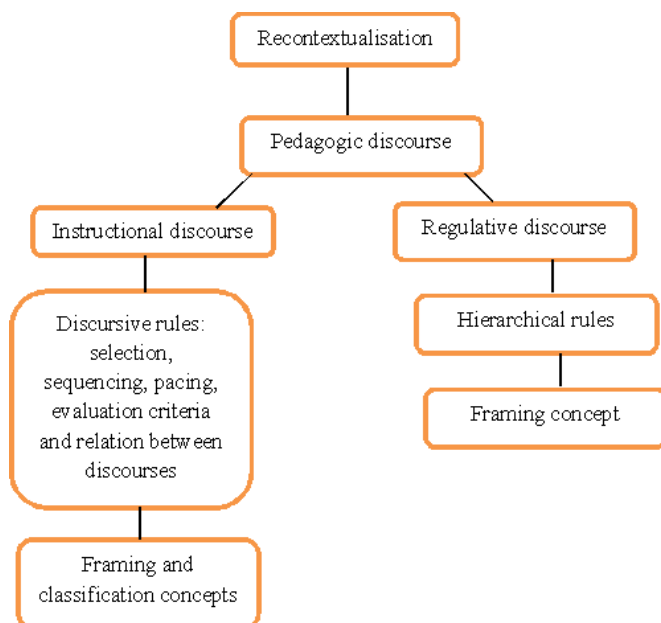 Recontextualisation
Pedagogic discourse
Instructional discourse
Regulative discourse
Discursive rules:
selection,
sequencing, pacing,
evaluation criteria
and relation between
discourses
Hierarchical rules
Framing concept
Framing and
classification concepts